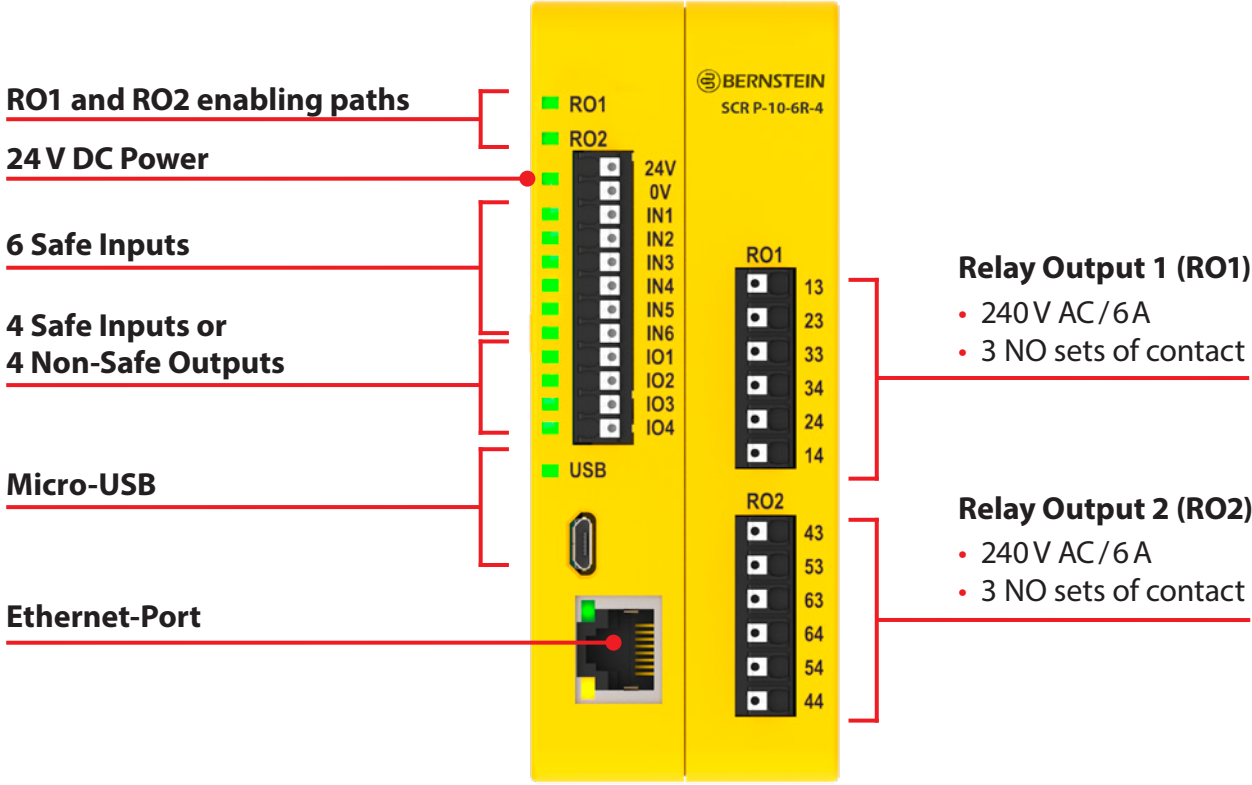 RO1 and RO2 enabling paths
24 V DC Power
6 Safe Inputs
4 Safe Inputs or
4 Non-Safe Outputs
Micro-USB
Ethernet-Port
RO1
RO2
24V
0V
IN1
IN2
IN3
IN4
IN5
IN6
IO1
IO2
IO3
IO4
USB
BERNSTEIN
SCR P-10-6R-4
RO1
13
23
33
34
24
14
RO2
43
53
63
64
54
44
Relay Output 1 (RO1)
• 240 V AC / 6 A
• 3 NO sets of contact
Relay Output 2 (RO2)
• 240 V AC / 6 A
• 3 NO sets of contact